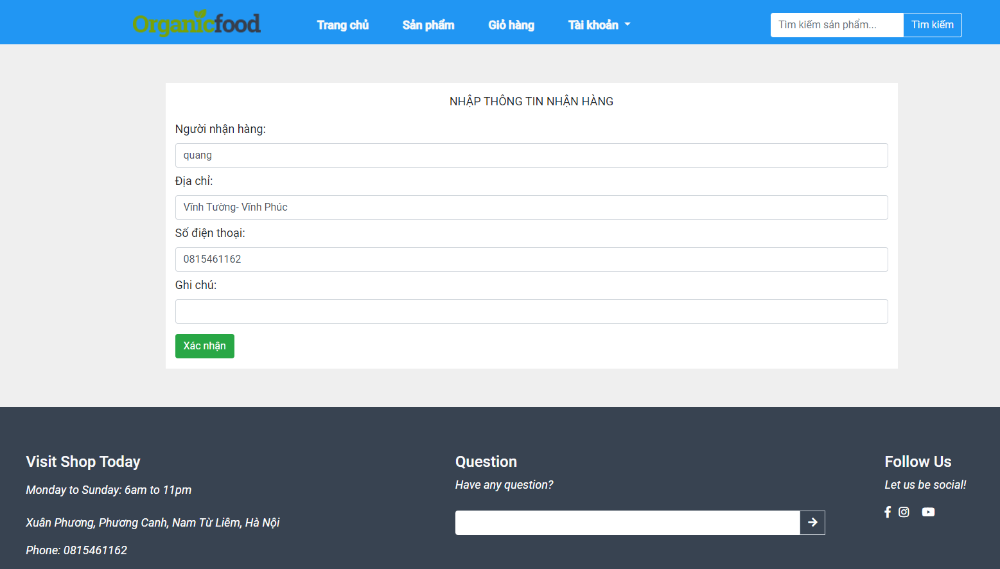 Organicfood
Trang chủ
Sản phẩm
Giỏ hàng
Tài khoản
Tìm kiếm sản phẩm...
Tìm kiếm
NHẬP THÔNG TIN NHẬN HÀNG
Người nhận hàng:
quang
Địa chỉ:
Vĩnh Tường- Vĩnh Phúc
Số điện thoại:
0815461162
Ghi chú:
Xác nhận
Visit Shop Today
Monday to Sunday: 6am to 11pm
Xuân Phương, Phương Canh, Nam Từ Liêm, Hà Nội
Phone: 0815461162
Question
Have any question?
Follow Us
Let us be social!